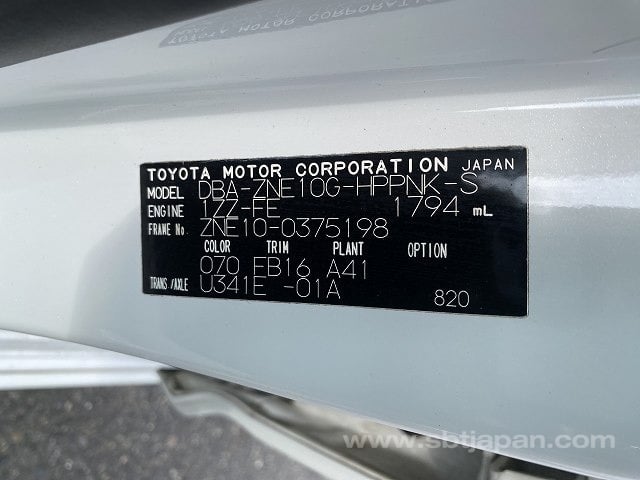 TOYOTA MOTOR CORPORATION JAPAN
MODEL DBA-ZNE10G-HPPNK-S
ENGINE 1ZZ-FE 1794 mL
FRAME No. ZNE10-0375198
COLOR TRIM PLANT OPTION
070 FB16 A41
TRANS/AXLE U341E -01A
820
www.sbtjapan.com